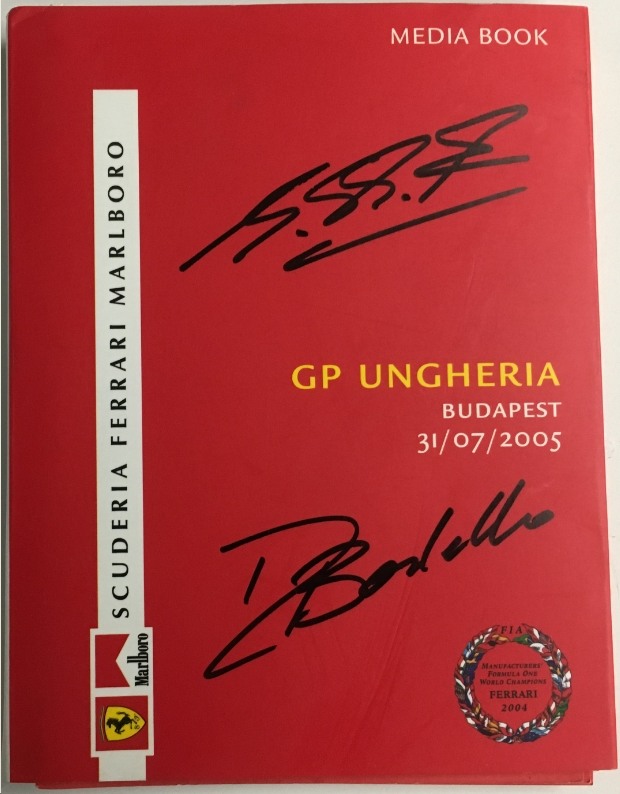 MEDIA BOOK
SCUDERIA FERRARI MARLBORO
GP UNGHERIA
BUDAPEST
31/07/2005
Marlboro
FIA
MANUFACTURERS'
FORMULA ONE
WORLD CHAMPIONS
FERRARI
2004